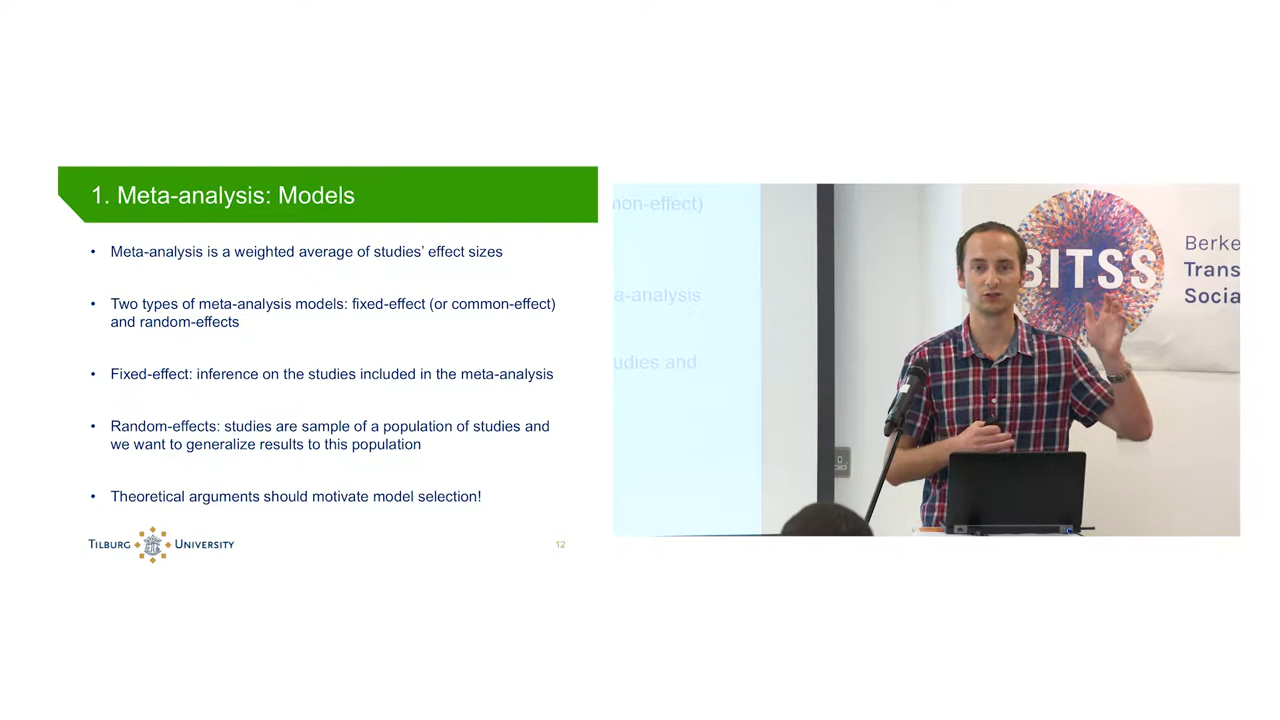 1. Meta-analysis: Models
• Meta-analysis is a weighted average of studies’ effect sizes
• Two types of meta-analysis models: fixed-effect (or common-effect)
and random-effects
• Fixed-effect: inference on the studies included in the meta-analysis
• Random-effects: studies are sample of a population of studies and
we want to generalize results to this population
• Theoretical arguments should motivate model selection!
TILBURG UNIVERSITY
12
mon-effect)
a-analysis
udies and
BITSS
Berke
Trans
Socia